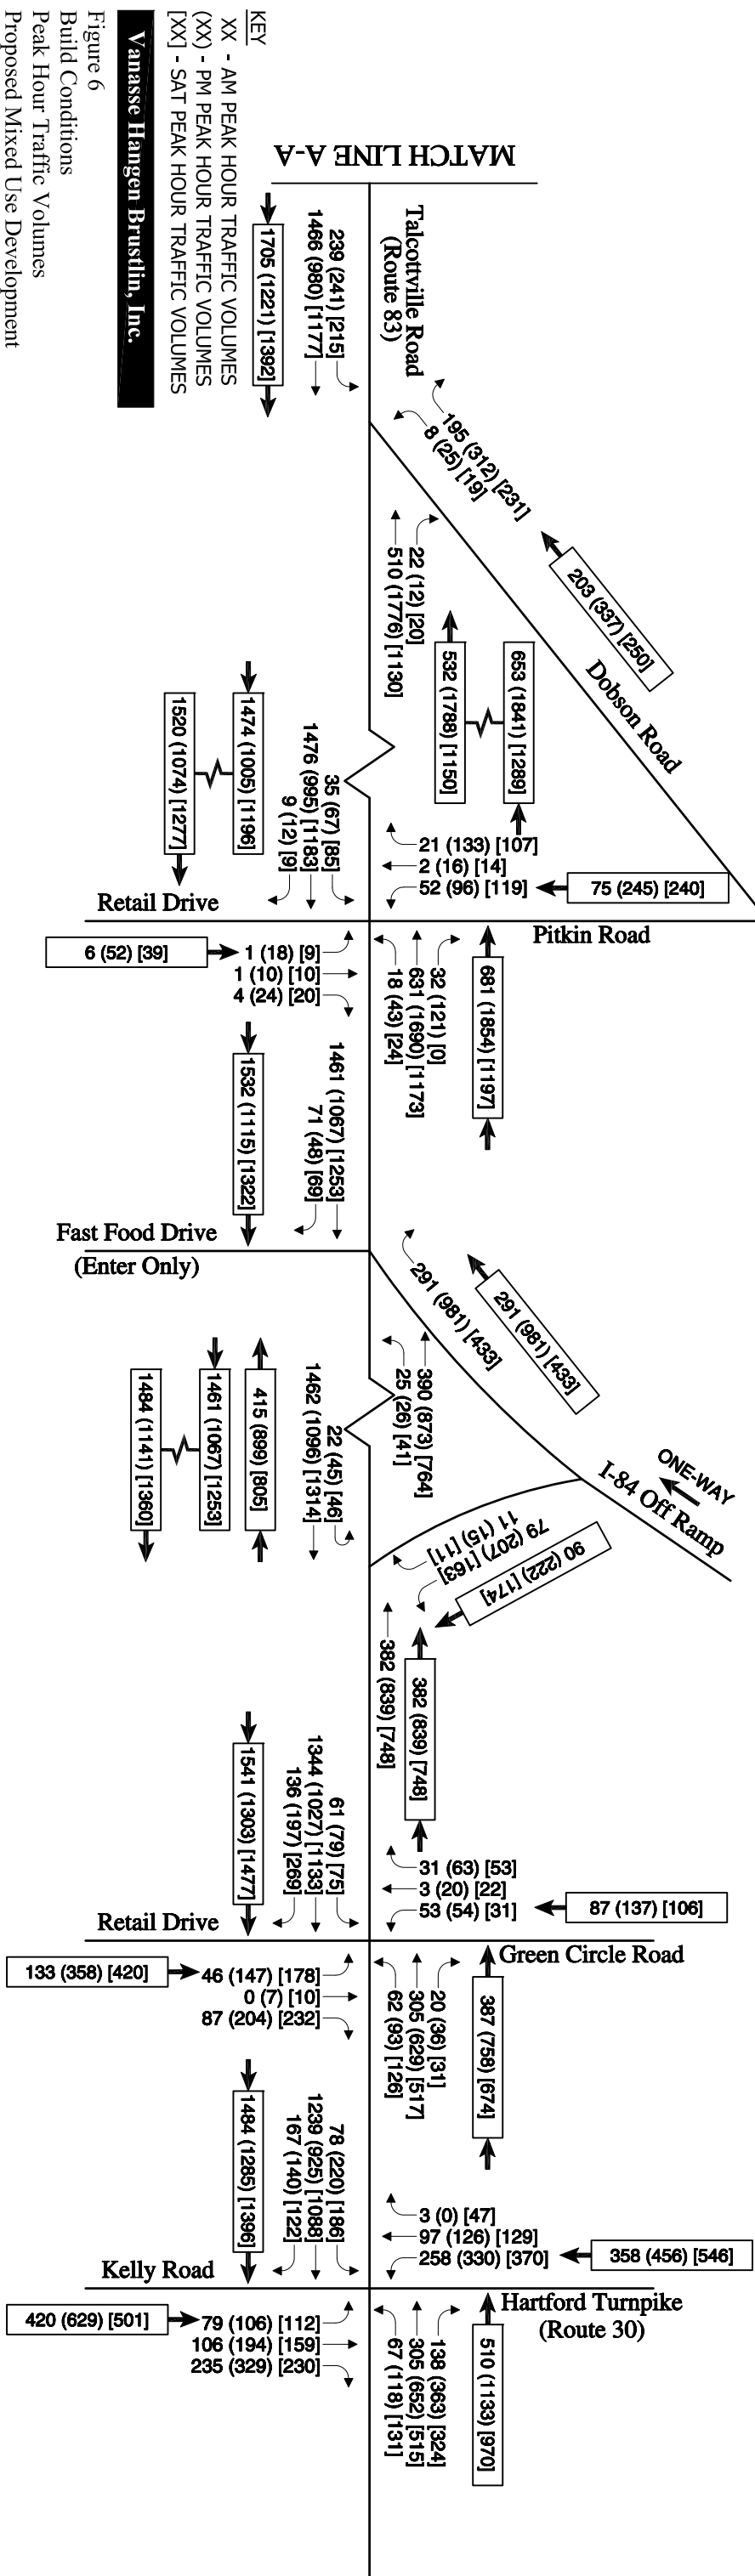 MATCH LINE A-A
Talcottville Road
(Route 83)
239 (241) [215]
1466 (980) [1177]
1705 (1221) [1392]
KEY
XX - AM PEAK HOUR TRAFFIC VOLUMES
(XX) - PM PEAK HOUR TRAFFIC VOLUMES
[XX] - SAT PEAK HOUR TRAFFIC VOLUMES
Vanasse Hangen Brustlin, Inc.
Figure 6
Build Conditions
Peak Hour Traffic Volumes
Proposed Mixed Use Development
195 (312) [231]
8 (25) [19]
203 (337) [250]
Dobson Road
22 (12) [20]
510 (1776) [1130]
532 (1788) [1150]
653 (1841) [1289]
1474 (1005) [1196]
1520 (1074) [1277]
35 (67) [85]
1476 (995) [1183]
9 (12) [9]
21 (133) [107]
2 (16) [14]
52 (96) [119]
75 (245) [240]
Retail Drive
Pitkin Road
6 (52) [39]
1 (18) [9]
1 (10) [10]
4 (24) [20]
32 (121) [0]
631 (1690) [1173]
18 (43) [24]
681 (1854) [1197]
1461 (1067) [1253]
71 (48) [69]
1532 (1115) [1322]
Fast Food Drive
(Enter Only)
291 (981) [433]
291 (981) [433]
ONE-WAY
I-84 Off Ramp
390 (873) [764]
25 (26) [41]
415 (899) [805]
1461 (1067) [1253]
1484 (1141) [1360]
22 (45) [46]
1462 (1096) [1314]
11 (15) [11]
79 (207) [163]
90 (222) [174]
382 (839) [748]
382 (839) [748]
61 (79) [75]
1344 (1027) [1133]
136 (197) [269]
1541 (1303) [1477]
31 (63) [53]
3 (20) [22]
53 (54) [31]
87 (137) [106]
Retail Drive
Green Circle Road
133 (358) [420]
46 (147) [178]
0 (7) [10]
87 (204) [232]
20 (36) [31]
305 (629) [517]
62 (93) [126]
387 (758) [674]
78 (220) [186]
1239 (925) [1088]
167 (140) [122]
1484 (1285) [1396]
3 (0) [47]
97 (126) [129]
258 (330) [370]
358 (456) [546]
Kelly Road
Hartford Turnpike
(Route 30)
420 (629) [501]
79 (106) [112]
106 (194) [159]
235 (329) [230]
138 (363) [324]
305 (652) [515]
67 (118) [131]
510 (1133) [970]